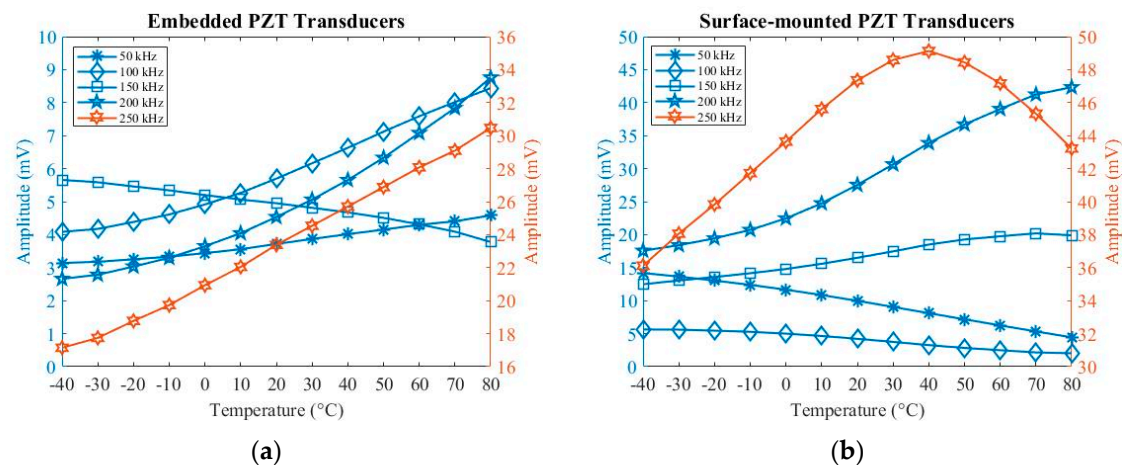 Embedded PZT Transducers
10
9
8
7
6
5
4
3
2
1
0
Amplitude (mV)
50 kHz
100 kHz
150 kHz
200 kHz
250 kHz
36
34
32
30
28
26
24
22
20
18
16
Amplitude (mV)
-40 -30 -20 -10 0 10 20 30 40 50 60 70 80
Temperature (°C)
(a)
Surface-mounted PZT Transducers
50
45
40
35
30
25
20
15
10
5
0
Amplitude (mV)
50 kHz
100 kHz
150 kHz
200 kHz
250 kHz
50
48
46
44
42
40
38
36
34
32
30
Amplitude (mV)
-40 -30 -20 -10 0 10 20 30 40 50 60 70 80
Temperature (°C)
(b)